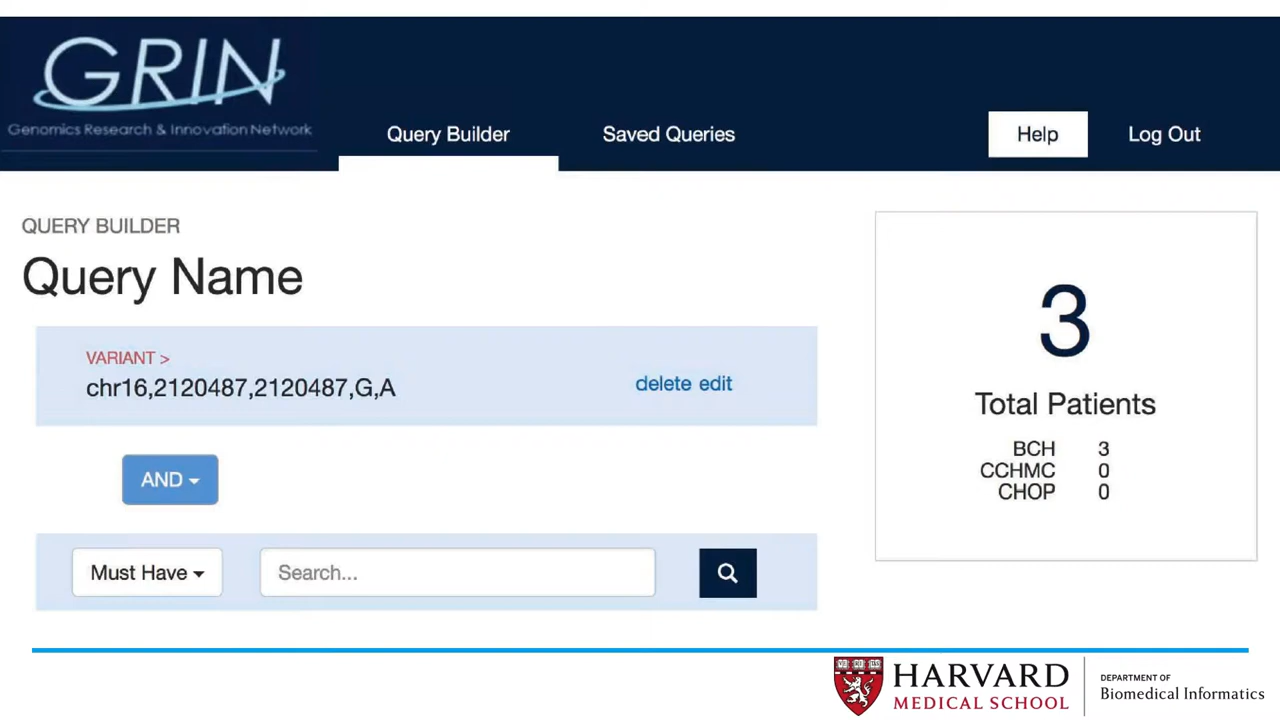 GRIN
Genomics Research & Innovation Network
Query Builder
Saved Queries
Help
Log Out
QUERY BUILDER
Query Name
VARIANT >
chr16,2120487,2120487,G,A
delete edit
AND
Must Have
Search...
3
Total Patients
BCH 3
CCHMC 0
CHOP 0
HARVARD
MEDICAL SCHOOL
DEPARTMENT OF
Biomedical Informatics